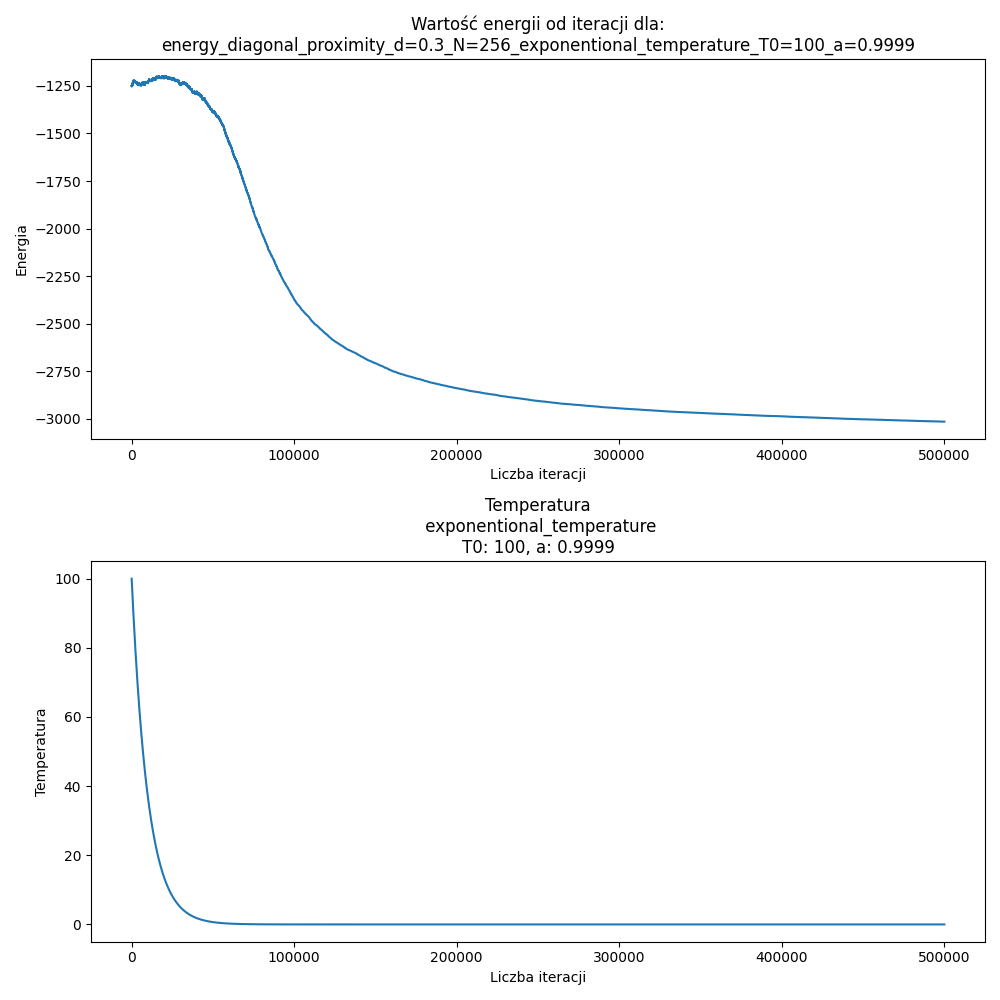 Wartość energii od iteracji dla:
energy_diagonal_proximity_d=0.3_N=256_exponentional_temperature_T0=100_a=0.9999
−1250
−1500
−1750
−2000
−2250
−2500
−2750
−3000
Energia
0 100000 200000 300000 400000 500000
Liczba iteracji
Temperatura
exponentional_temperature
T0: 100, a: 0.9999
100
80
60
40
20
0
Temperatura
0 100000 200000 300000 400000 500000
Liczba iteracji